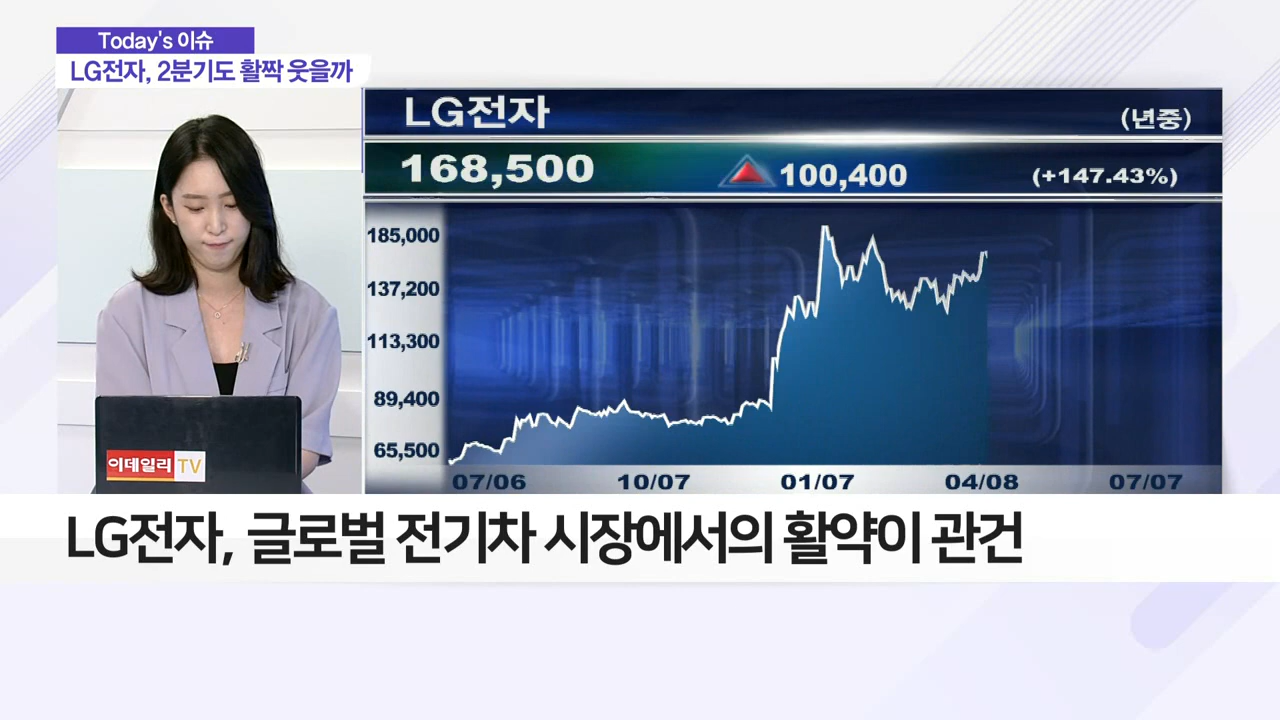 Today's 이슈
LG전자, 2분기도 활짝 웃을까
LG전자
(년중)
168,500
100,400
(+147.43%)
185,000
137,200
113,300
89,400
65,500
07/06
10/07
01/07
04/08
07/07
이데일리 TV
LG전자, 글로벌 전기차 시장에서의 활약이 관건